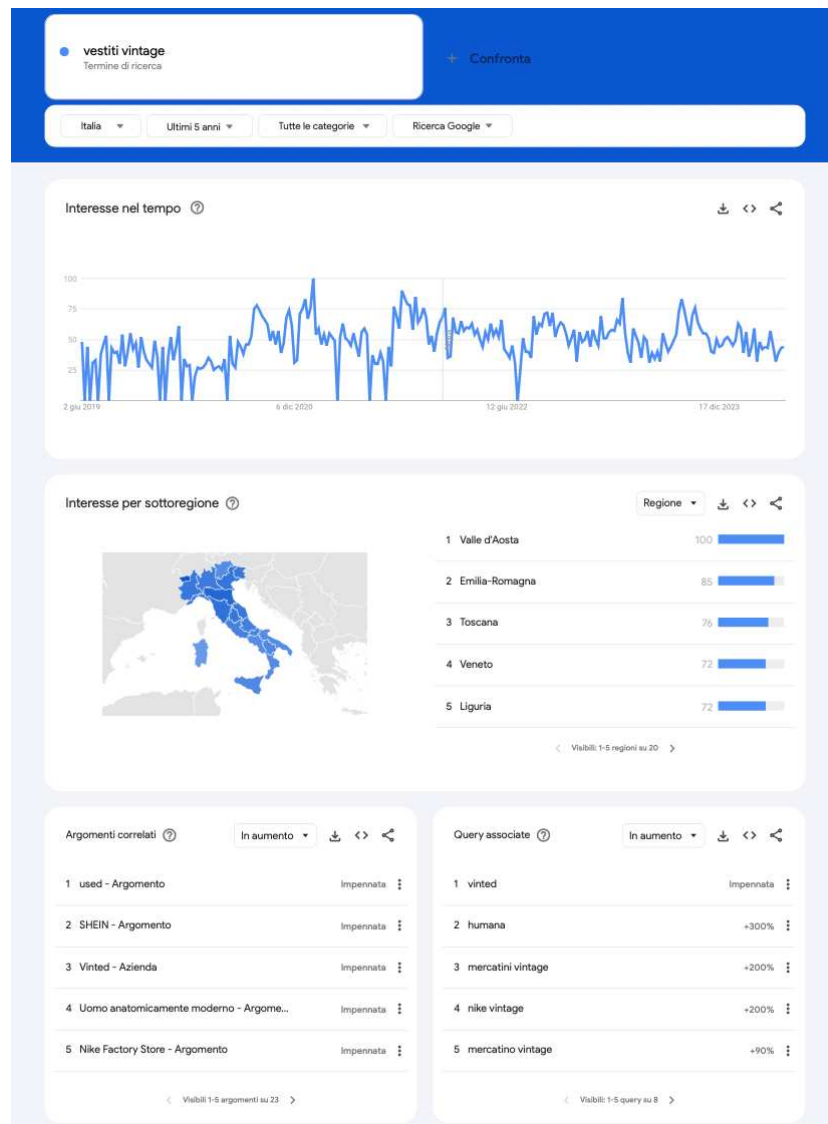 vestiti vintage
Termine di ricerca
+ Confronta
Italia
Ultimi 5 anni
Tutte le categorie
Ricerca Google
Interesse nel tempo
100
75
50
25
2 giu 2019
6 dic 2020
12 giu 2022
17 dic 2023
Interesse per sottoregione
Regione
1 Valle d'Aosta 100
2 Emilia-Romagna 85
3 Toscana 76
4 Veneto 72
5 Liguria 72
Visibili: 1-5 regioni su 20
Argomenti correlati
In aumento
1 used - Argomento Impennata
2 SHEIN - Argomento Impennata
3 Vinted - Azienda Impennata
4 Uomo anatomicamente moderno - Argome... Impennata
5 Nike Factory Store - Argomento Impennata
Visibili 1-5 argomenti su 23
Query associate
In aumento
1 vinted Impennata
2 humana +300%
3 mercatini vintage +200%
4 nike vintage +200%
5 mercatino vintage +90%
Visibili: 1-5 query su 8